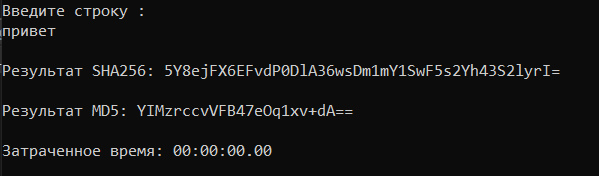 Введите строку :
привет
Результат SHA256: 5Y8ejFX6EFvdP0DlA36wsDm1mY1SwF5s2Yh43S2lyrI=
Результат MD5: YIMzrccvVFB47eOq1xv+dA==
Затраченное время: 00:00:00.00